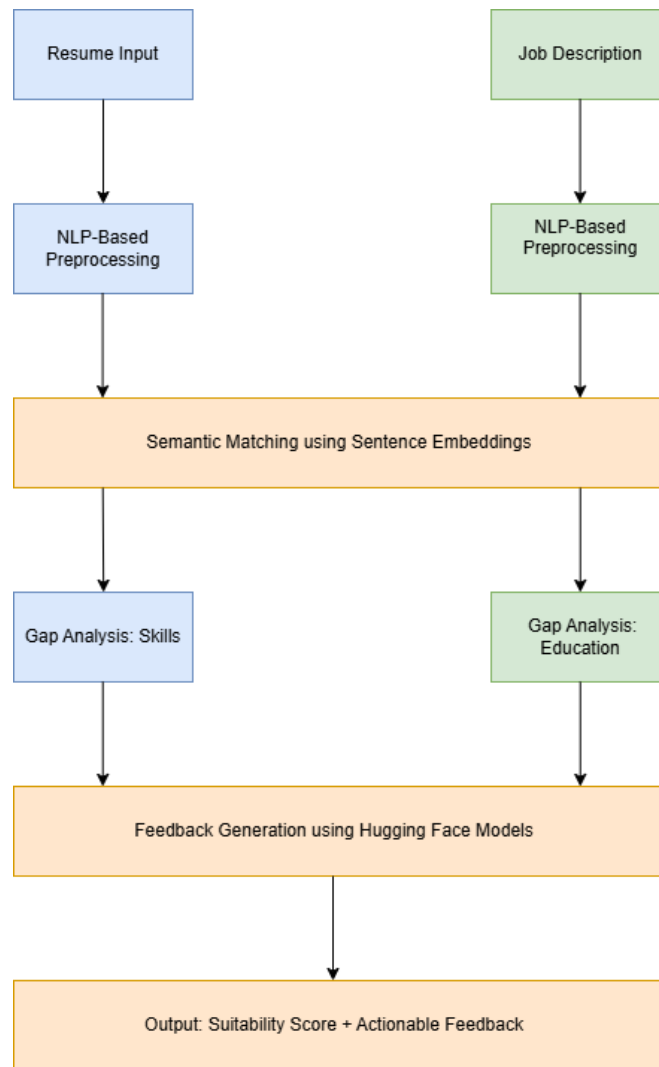 Resume Input
Job Description
NLP-Based
Preprocessing
NLP-Based
Preprocessing
Semantic Matching using Sentence Embeddings
Gap Analysis: Skills
Gap Analysis:
Education
Feedback Generation using Hugging Face Models
Output: Suitability Score + Actionable Feedback